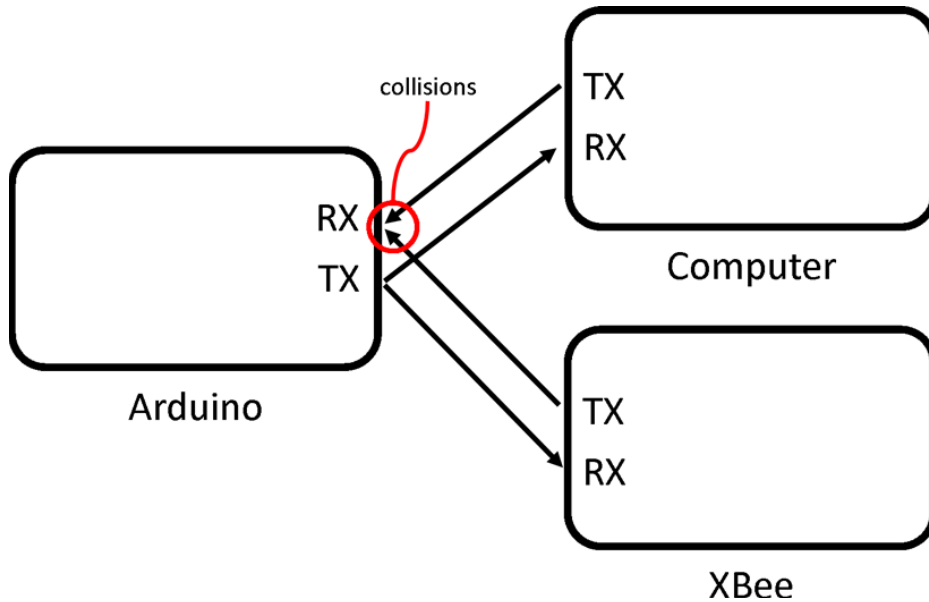 collisions
TX
RX
Computer
RX
TX
Arduino
TX
RX
XBee